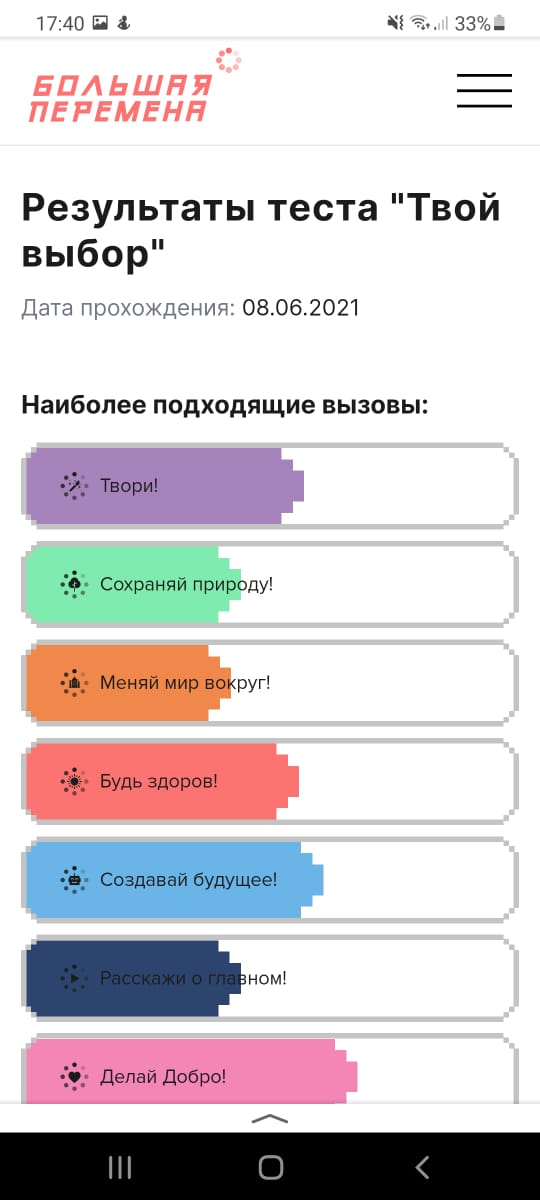 17:40 33%
БОЛЬШАЯ
ПЕРЕМЕНА
Результаты теста "Твой
выбор"
Дата прохождения: 08.06.2021
Наиболее подходящие вызовы:
Твори!
Сохраняй природу!
Меняй мир вокруг!
Будь здоров!
Создавай будущее!
Расскажи о главном!
Делай Добро!